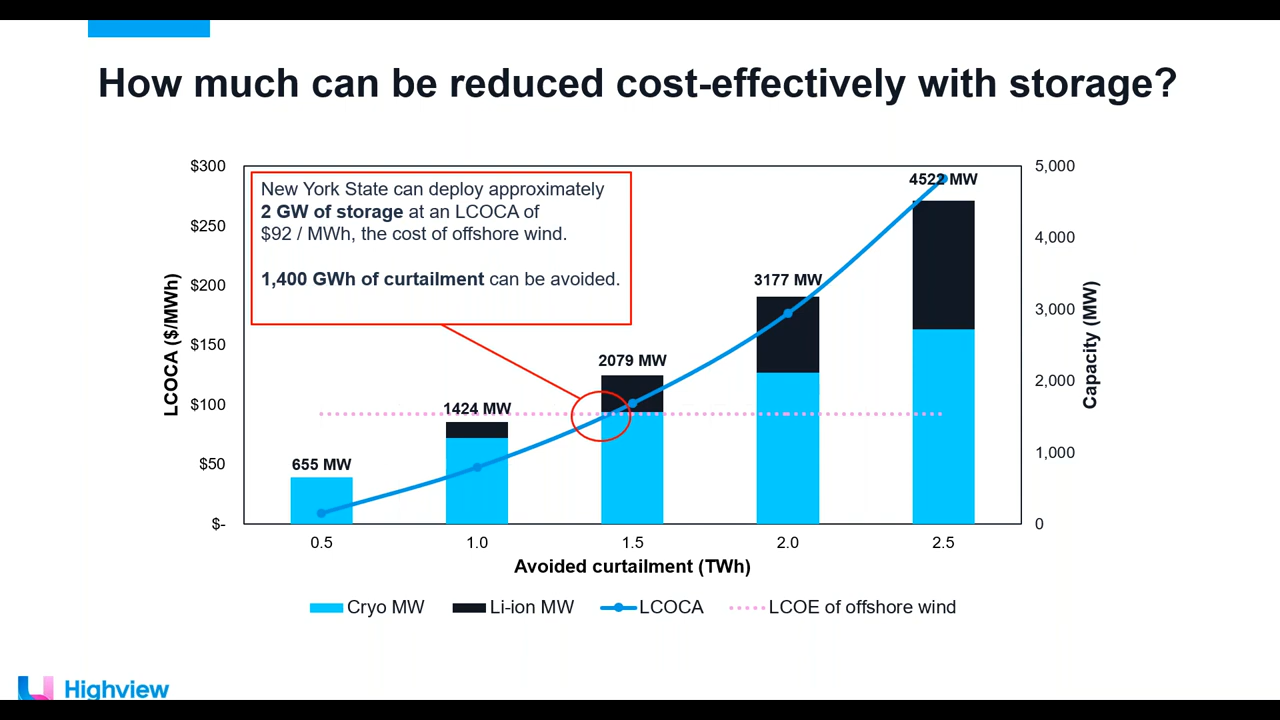 How much can be reduced cost-effectively with storage?
New York State can deploy approximately
2 GW of storage at an LCOCA of
$92 / MWh, the cost of offshore wind.
1,400 GWh of curtailment can be avoided.
LCOCA ($/MWh)
$300
$250
$200
$150
$100
$50
$-
655 MW
1424 MW
2079 MW
3177 MW
4522 MW
5,000
4,000
3,000
2,000
1,000
0
Capacity (MW)
0.5 1.0 1.5 2.0 2.5
Avoided curtailment (TWh)
Cryo MW Li-ion MW LCOCA LCOE of offshore wind
Highview